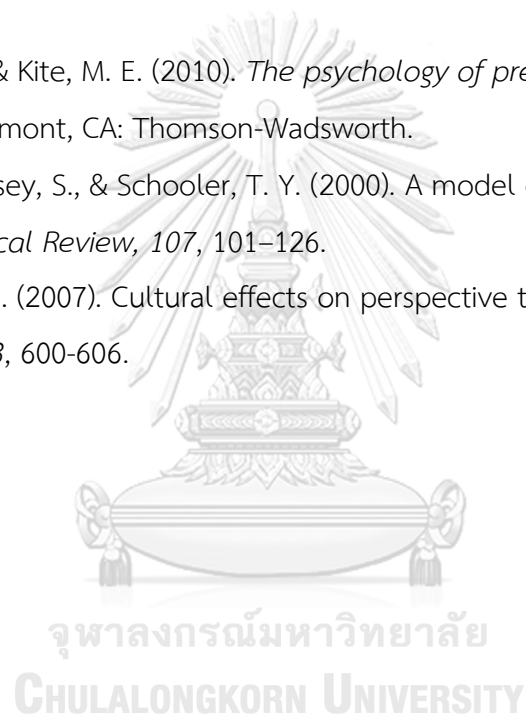 & Kite, M. E. (2010). The psychology of pre
mont, CA: Thomson-Wadsworth.
sey, S., & Schooler, T. Y. (2000). A model
cal Review, 107, 101–126.
. (2007). Cultural effects on perspective t
, 600-606.
จุฬาลงกรณ์มหาวิทยาลัย
CHULALONGKORN UNIVERSITY